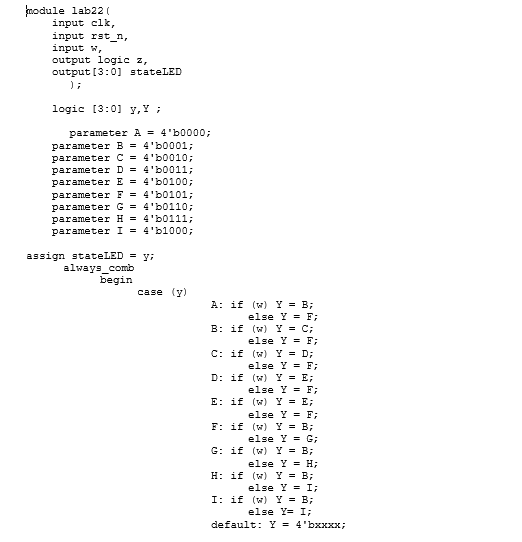 module lab22(
input clk,
input rst_n,
input w,
output logic z,
output[3:0] stateLED
);
logic [3:0] y,Y ;
parameter A = 4'b0000;
parameter B = 4'b0001;
parameter C = 4'b0010;
parameter D = 4'b0011;
parameter E = 4'b0100;
parameter F = 4'b0101;
parameter G = 4'b0110;
parameter H = 4'b0111;
parameter I = 4'b1000;
assign stateLED = y;
always_comb
begin
case (y)
A: if (w) Y = B;
else Y = F;
B: if (w) Y = C;
else Y = F;
C: if (w) Y = D;
else Y = F;
D: if (w) Y = E;
else Y = F;
E: if (w) Y = E;
else Y = F;
F: if (w) Y = B;
else Y = G;
G: if (w) Y = B;
else Y = H;
H: if (w) Y = B;
else Y = I;
I: if (w) Y = B;
else Y= I;
default: Y = 4'bxxxx;